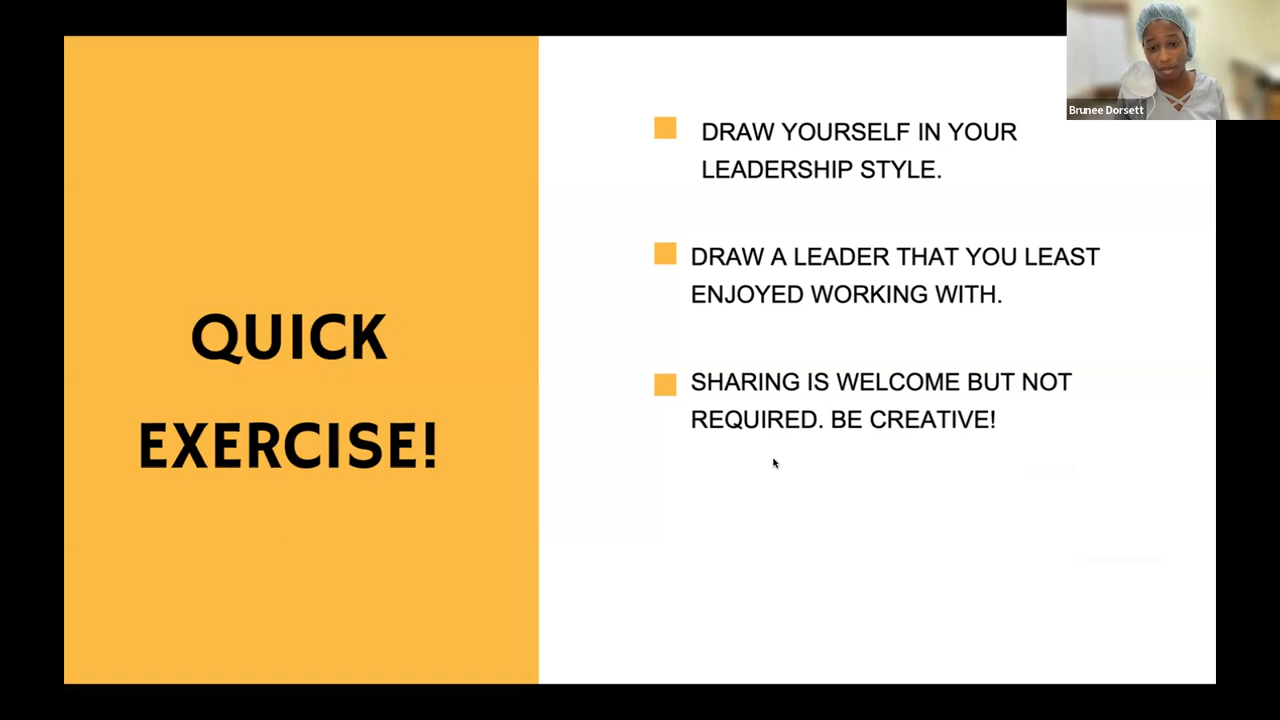 QUICK
EXERCISE!
DRAW YOURSELF IN YOUR
LEADERSHIP STYLE.
DRAW A LEADER THAT YOU LEAST
ENJOYED WORKING WITH.
SHARING IS WELCOME BUT NOT
REQUIRED. BE CREATIVE!
Brunee Dorsett